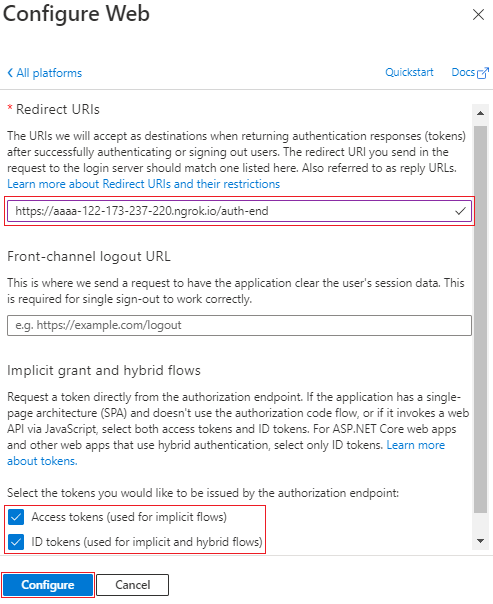 Configure Web
All platforms
Quickstart
Docs
* Redirect URIs
The URIs we will accept as destinations when returning authentication responses (tokens)
after successfully authenticating or signing out users. The redirect URI you send in the
request to the login server should match one listed here. Also referred to as reply URLs.
Learn more about Redirect URIs and their restrictions
https://aaaa-122-173-237-220.ngrok.io/auth-end
Front-channel logout URL
This is where we send a request to have the application clear the user's session data. This
is required for single sign-out to work correctly.
e.g. https://example.com/logout
Implicit grant and hybrid flows
Request a token directly from the authorization endpoint. If the application has a single-
page architecture (SPA) and doesn't use the authorization code flow, or if it invokes a web
API via JavaScript, select both access tokens and ID tokens. For ASP.NET Core web apps
and other web apps that use hybrid authentication, select only ID tokens. Learn more
about tokens.
Select the tokens you would like to be issued by the authorization endpoint:
Access tokens (used for implicit flows)
ID tokens (used for implicit and hybrid flows)
Configure
Cancel